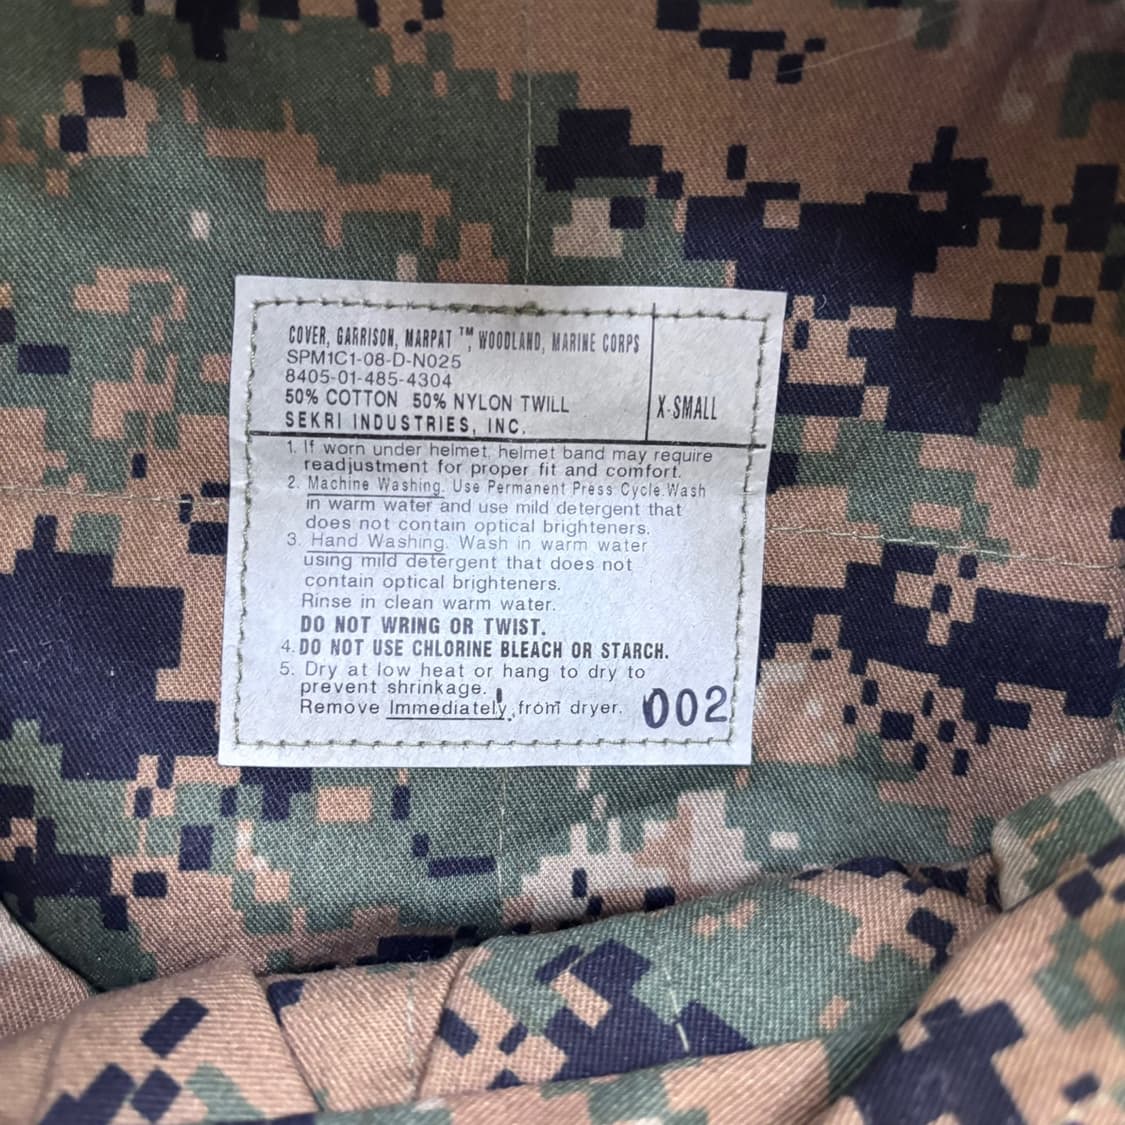 COVER, GARRISON, MARPAT ™, WOODLAND, MARINE CORPS
SPM1C1-08-D-N025
8405-01-485-4304
50% COTTON 50% NYLON TWILL
SEKRI INDUSTRIES, INC.
X-SMALL
1. If worn under helmet, helmet band may require
readjustment for proper fit and comfort.
2. Machine Washing. Use Permanent Press Cycle.Wash
in warm water and use mild detergent that
does not contain optical brighteners.
3. Hand Washing. Wash in warm water
using mild detergent that does not
contain optical brighteners.
Rinse in clean warm water.
DO NOT WRING OR TWIST.
4. DO NOT USE CHLORINE BLEACH OR STARCH.
5. Dry at low heat or hang to dry to
prevent shrinkage.
Remove Immediately from dryer.
002